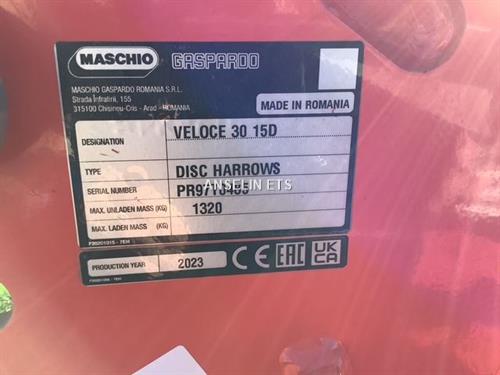 MASCHIO GASPARDO
MASCHIO GASPARDO ROMANIA S.R.L.
Strada Infratirii, 155
315100 Chisineu-Cris - Arad - ROMANIA
MADE IN ROMANIA
DESIGNATION VELOCE 30 15D
TYPE DISC HARROWS
SERIAL NUMBER
ANSELIN ETS
MAX. UNLADEN MASS (KG) 1320
MAX. LADEN MASS (KG)
PRODUCTION YEAR 2023 CE EAC UK CA